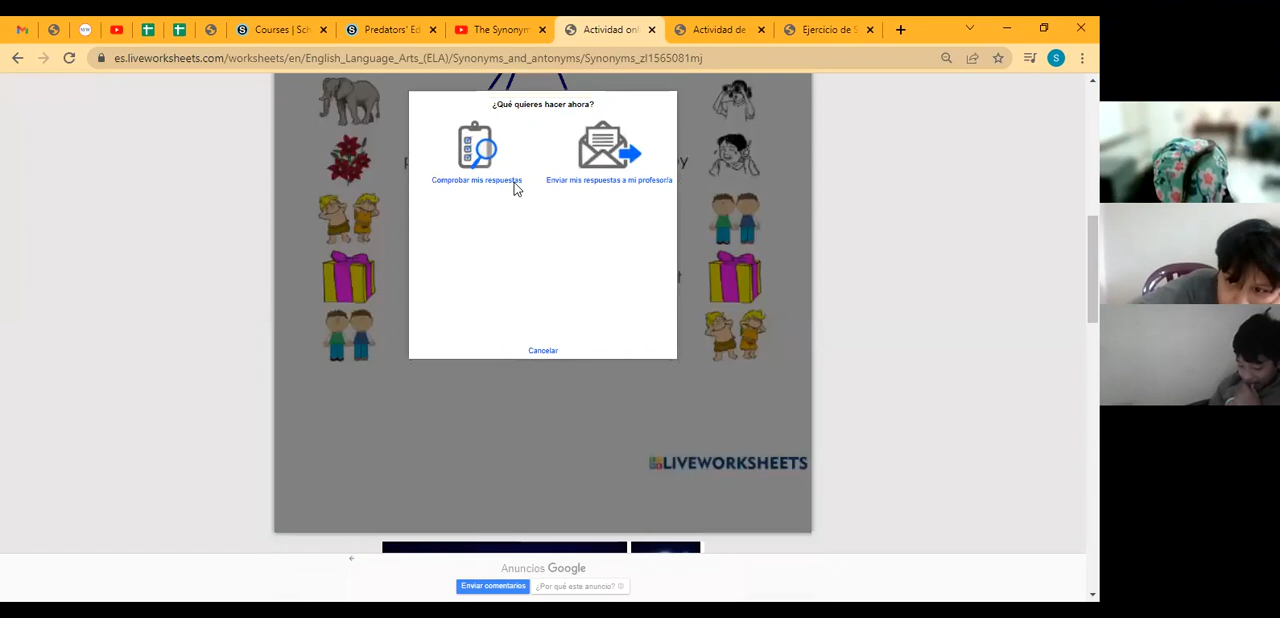 Courses | Sch
Predators' Ed
The Synonym
Actividad onl
Actividad de
Ejercicio de S
es.liveworksheets.com/worksheets/en/English_Language_Arts_(ELA)/Synonyms_and_antonyms/Synonyms_zl1565081mj
S
¿Qué quieres hacer ahora?
Comprobar mis respuestas
Enviar mis respuestas a mi profesor/a
Cancelar
LIVEWORKSHEETS
Anuncios Google
Enviar comentarios
¿Por qué este anuncio?